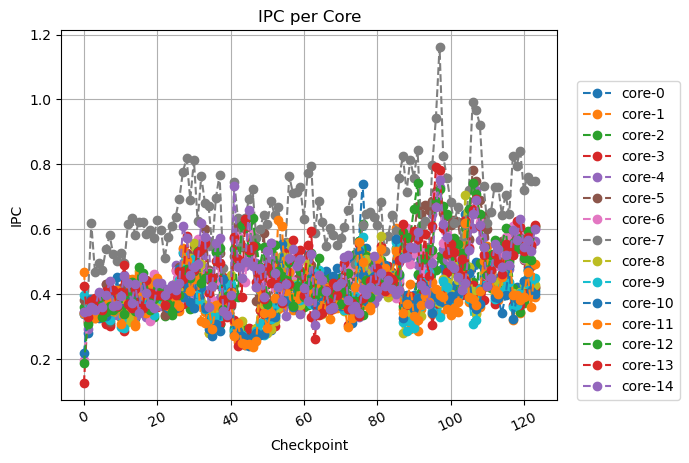 IPC per Core
1.2
1.0
0.8
0.6
0.4
0.2
IPC
0
20
40
60
80
100
120
Checkpoint
core-0
core-1
core-2
core-3
core-4
core-5
core-6
core-7
core-8
core-9
core-10
core-11
core-12
core-13
core-14